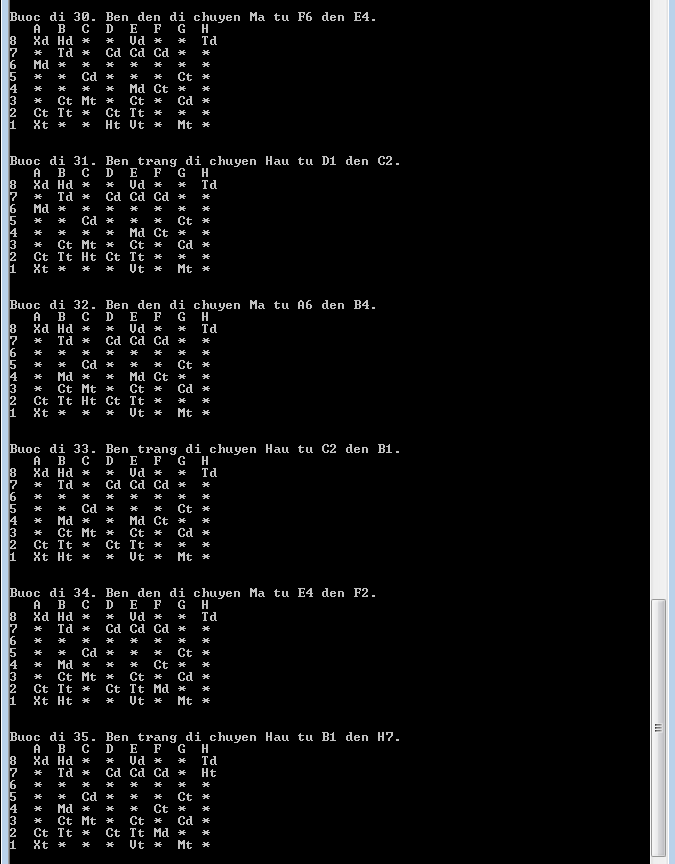 Buoc di 30. Ben den di chuyen Ma tu F6 den E4.
A B C D E F G H
8 Xd Hd * * Vd * * Td
7 * Td * Cd Cd Cd * *
6 Md * * * * * * *
5 * * Cd * * * Ct *
4 * * * * Md Ct * *
3 * Ct Mt * Ct * Cd *
2 Ct Tt * Ct Tt * * *
1 Xt * * Ht Vt * Mt *
Buoc di 31. Ben trang di chuyen Hau tu D1 den C2.
A B C D E F G H
8 Xd Hd * * Vd * * Td
7 * Td * Cd Cd Cd * *
6 Md * * * * * * *
5 * * Cd * * * Ct *
4 * * * * Md Ct * *
3 * Ct Mt * Ct * Cd *
2 Ct Tt Ht Ct Tt * * *
1 Xt * * * Vt * Mt *
Buoc di 32. Ben den di chuyen Ma tu A6 den B4.
A B C D E F G H
8 Xd Hd * * Vd * * Td
7 * Td * Cd Cd Cd * *
6 * * * * * * * *
5 * * Cd * * * Ct *
4 * Md * * Md Ct * *
3 * Ct Mt * Ct * Cd *
2 Ct Tt Ht Ct Tt * * *
1 Xt * * * Vt * Mt *
Buoc di 33. Ben trang di chuyen Hau tu C2 den B1.
A B C D E F G H
8 Xd Hd * * Vd * * Td
7 * Td * Cd Cd Cd * *
6 * * * * * * * *
5 * * Cd * * * Ct *
4 * Md * * Md Ct * *
3 * Ct Mt * Ct * Cd *
2 Ct Tt * Ct Tt * * *
1 Xt Ht * * Vt * Mt *
Buoc di 34. Ben den di chuyen Ma tu E4 den F2.
A B C D E F G H
8 Xd Hd * * Vd * * Td
7 * Td * Cd Cd Cd * *
6 * * * * * * * *
5 * * Cd * * * Ct *
4 * Md * * * Ct * *
3 * Ct Mt * Ct * Cd *
2 Ct Tt * Ct Tt Md * *
1 Xt Ht * * Vt * Mt *
Buoc di 35. Ben trang di chuyen Hau tu B1 den H7.
A B C D E F G H
8 Xd Hd * * Vd * * Td
7 * Td * Cd Cd Cd * Ht
6 * * * * * * * *
5 * * Cd * * * Ct *
4 * Md * * * Ct * *
3 * Ct Mt * Ct * Cd *
2 Ct Tt * Ct Tt Md * *
1 Xt * * * Vt * Mt *